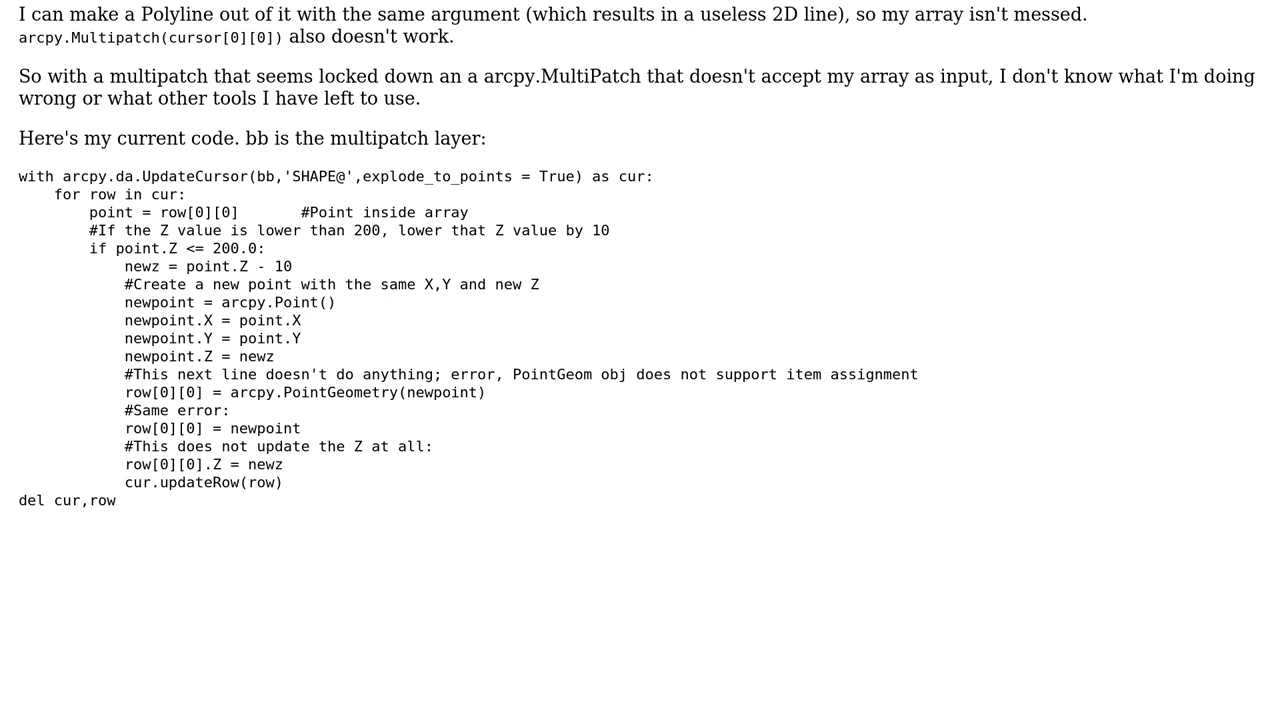 I can make a Polyline out of it with the same argument (which results in a useless 2D line), so my array isn't messed.
arcpy.Multipatch(cursor[0][0]) also doesn't work.
So with a multipatch that seems locked down an a arcpy.MultiPatch that doesn't accept my array as input, I don't know what I'm doing
wrong or what other tools I have left to use.
Here's my current code. bb is the multipatch layer:
with arcpy.da.UpdateCursor(bb,'SHAPE@',explode_to_points = True) as cur:
    for row in cur:
        point = row[0][0]       #Point inside array
        #If the Z value is lower than 200, lower that Z value by 10
        if point.Z <= 200.0:
            newz = point.Z - 10
            #Create a new point with the same X,Y and new Z
            newpoint = arcpy.Point()
            newpoint.X = point.X
            newpoint.Y = point.Y
            newpoint.Z = newz
            #This next line doesn't do anything; error, PointGeom obj does not support item assignment
            row[0][0] = arcpy.PointGeometry(newpoint)
            #Same error:
            row[0][0] = newpoint
            #This does not update the Z at all:
            row[0][0].Z = newz
            cur.updateRow(row)
del cur,row